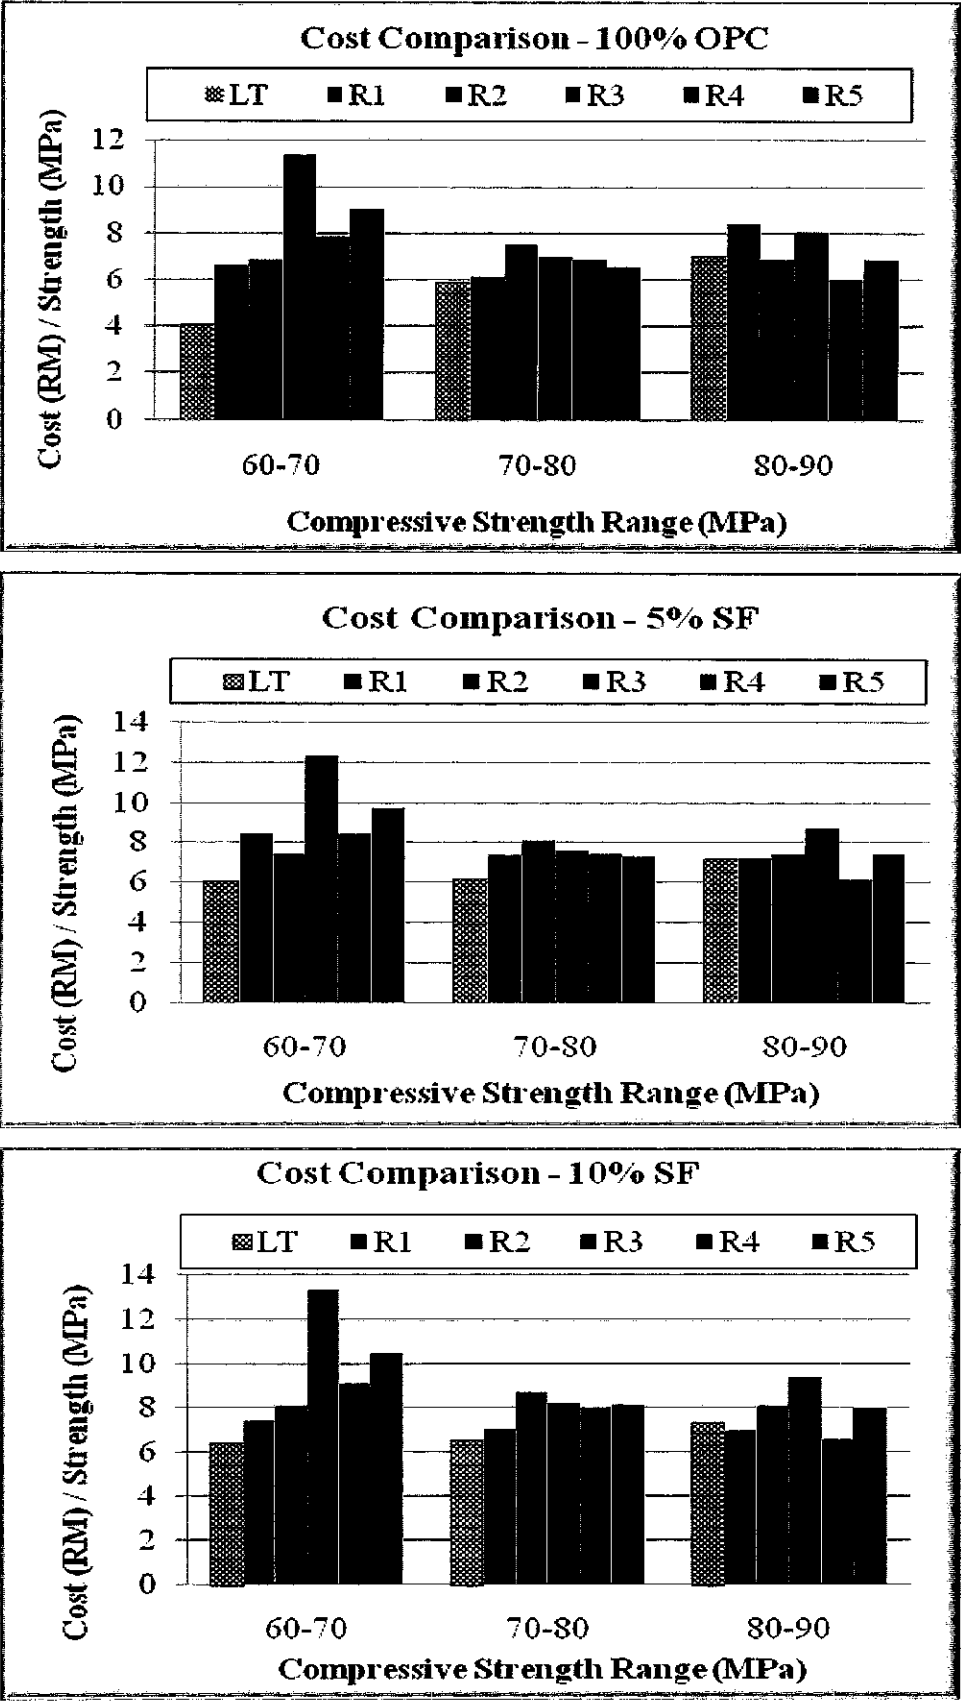 Cost Comparison - 100% OPC
LT R1 R2 R3 R4 R5
12
10
8
6
4
2
0
Cost (RM) / Strength (MPa)
60-70 70-80 80-90
Compressive Strength Range (MPa)
Cost Comparison - 5% SF
LT R1 R2 R3 R4 R5
14
12
10
8
6
4
2
0
Cost (RM) / Strength (MPa)
60-70 70-80 80-90
Compressive Strength Range (MPa)
Cost Comparison - 10% SF
LT R1 R2 R3 R4 R5
14
12
10
8
6
4
2
0
Cost (RM) / Strength (MPa)
60-70 70-80 80-90
Compressive Strength Range (MPa)